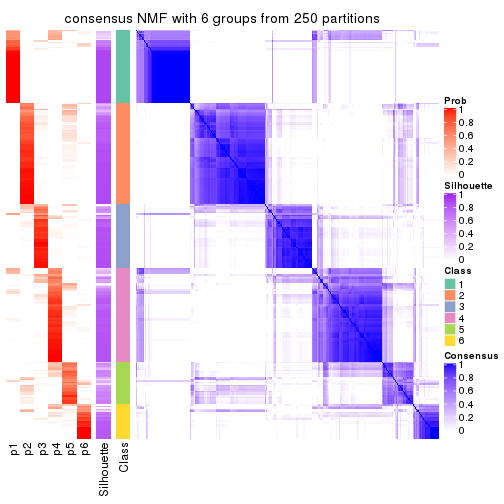 consensus NMF with 6 groups from 250 partitions
Prob
1
0.8
0.6
0.4
0.2
0
Silhouette
1
0.8
0.6
0.4
0.2
0
Class
1
2
3
4
5
6
Consensus
1
0.8
0.6
0.4
0.2
0
p1
p2
p3
p4
p5
p6
Silhouette
Class